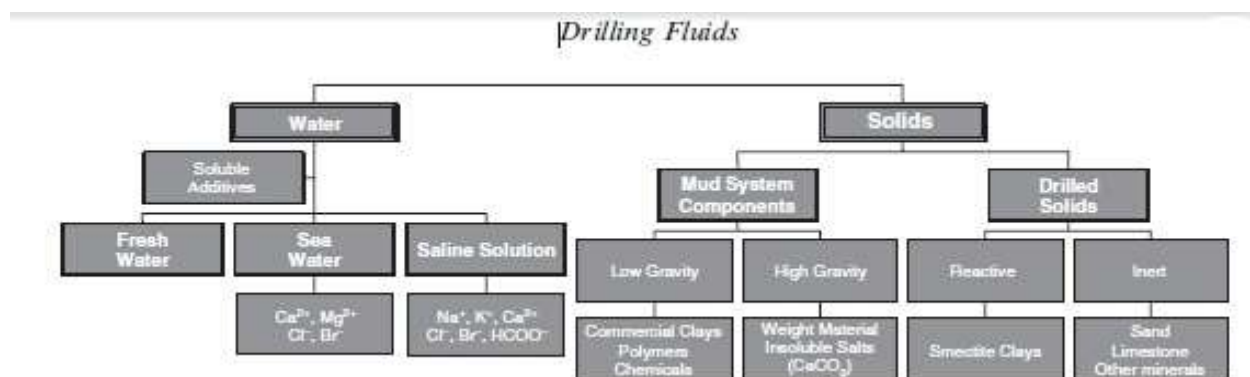 Drilling Fluids
Water
Solids
Soluble
Additives
Mud System
Components
Drilled
Solids
Fresh
Water
Sea
Water
Saline Solution
Low Gravity
High Gravity
Reactive
Inert
Ca²⁺, Mg²⁺
Cl⁻, Br⁻
Na⁺, K⁺, Ca²⁺
Cl⁻, Br⁻, HCOO⁻
Commercial Clays
Polymers
Chemicals
Weight Material
Insoluble Salts
(CaCO₃)
Smectite Clays
Sand
Limestone
Other minerals